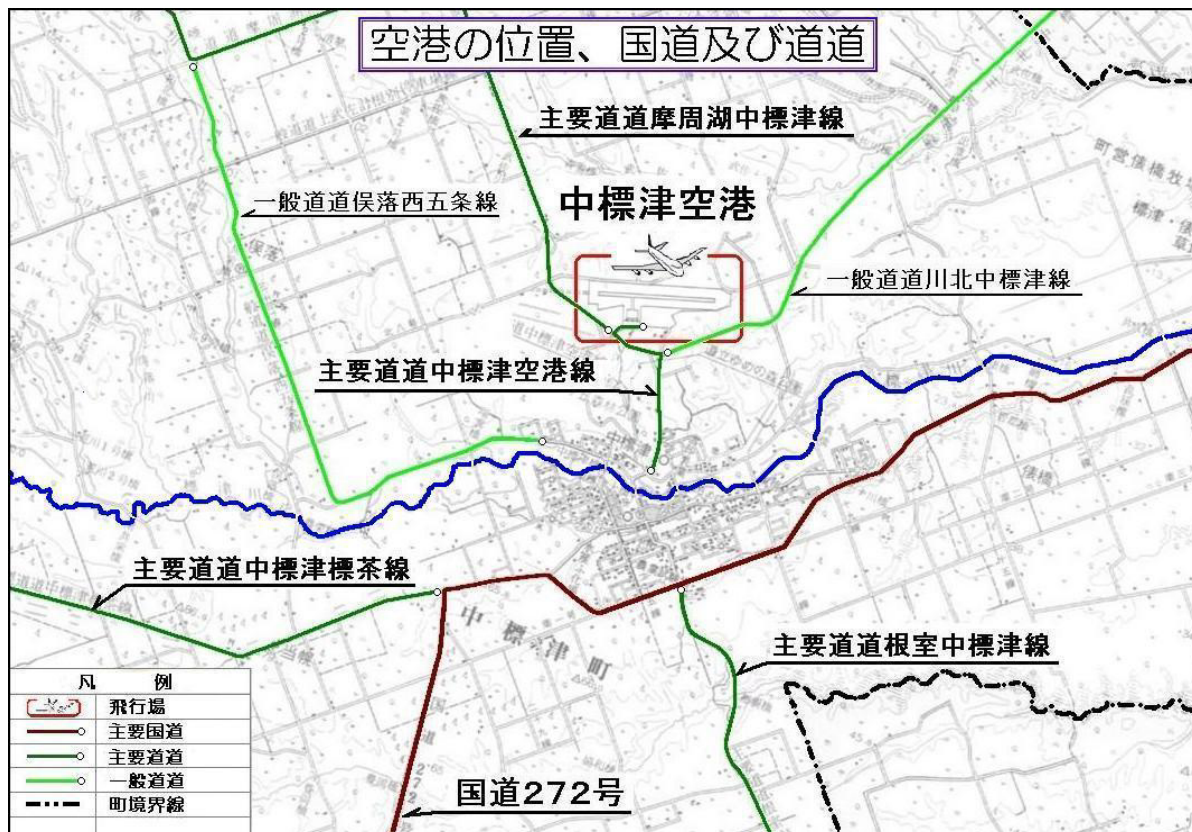 空港の位置、国道及び道道
主要道道摩周湖中標津線
一般道道俣落西五条線
中標津空港
一般道道川北中標津線
主要道道中標津空港線
主要道道中標津標茶線
中標津町
主要道道根室中標津線
国道272号
凡 例
飛行場
主要国道
主要道道
一般道道
町境界線